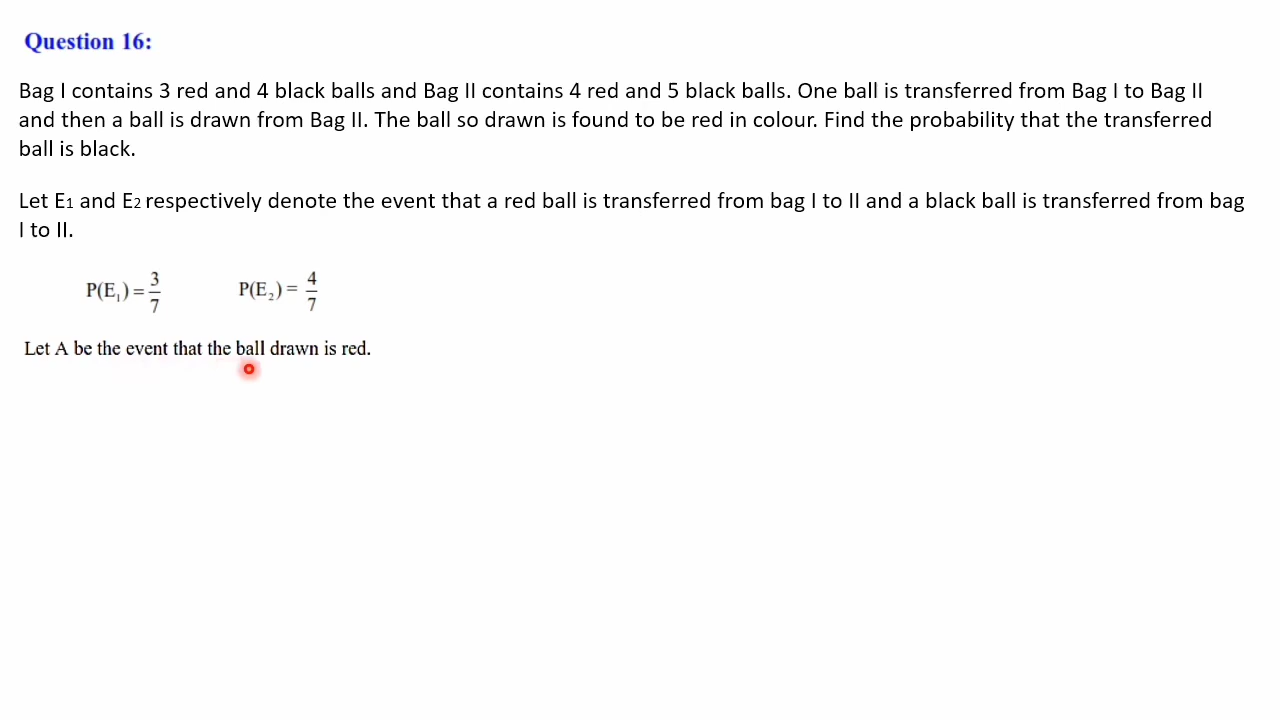 Question 16:
Bag I contains 3 red and 4 black balls and Bag II contains 4 red and 5 black balls. One ball is transferred from Bag I to Bag II
and then a ball is drawn from Bag II. The ball so drawn is found to be red in colour. Find the probability that the transferred
ball is black.
Let E1 and E2 respectively denote the event that a red ball is transferred from bag I to II and a black ball is transferred from bag
I to II.
P(E₁) = 3/7 P(E₂) = 4/7
Let A be the event that the ball drawn is red.